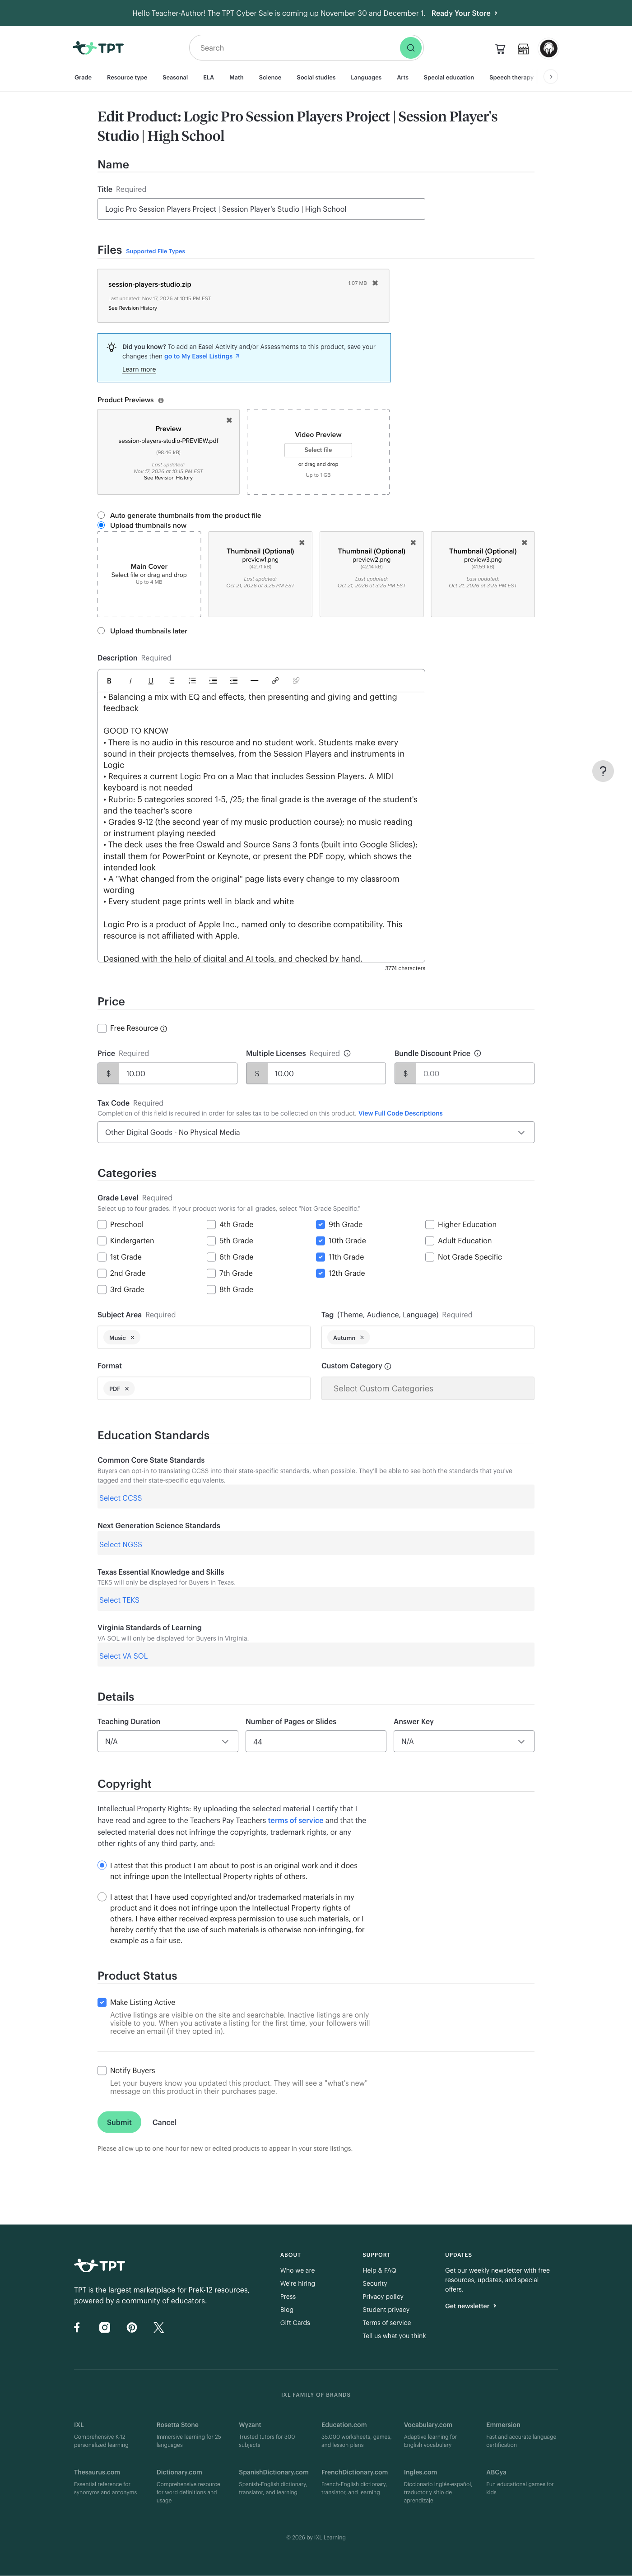 Hello Teacher-Author! The TPT Cyber Sale is coming up November 30 and December 1. Ready Your Store
TPT
Search
Grade Resource type Seasonal ELA Math Science Social studies Languages Arts Special education Speech therapy
Edit Product: Logic Pro Session Players Project | Session Player's
Studio | High School
Name
Title Required
Logic Pro Session Players Project | Session Player's Studio | High School
Files Supported File Types
session-players-studio.zip 1.07 MB ✖
Last updated: Nov 17, 2026 at 10:15 PM EST
See Revision History
Did you know? To add an Easel Activity and/or Assessments to this product, save your
changes then go to My Easel Listings
Learn more
Product Previews
Preview
session-players-studio-PREVIEW.pdf
(98.46 kB)
Last updated:
Nov 17, 2026 at 10:15 PM EST
See Revision History
Video Preview
Select file
or drag and drop
Up to 1 GB
Auto generate thumbnails from the product file
Upload thumbnails now
Main Cover
Select file or drag and drop
Up to 4 MB
Thumbnail (Optional)
preview1.png
(42.71 kB)
Last updated:
Oct 21, 2026 at 3:25 PM EST
Thumbnail (Optional)
preview2.png
(42.14 kB)
Last updated:
Oct 21, 2026 at 3:25 PM EST
Thumbnail (Optional)
preview3.png
(41.59 kB)
Last updated:
Oct 21, 2026 at 3:25 PM EST
Upload thumbnails later
Description Required
B I U
• Balancing a mix with EQ and effects, then presenting and giving and getting
feedback
GOOD TO KNOW
• There is no audio in this resource and no student work. Students make every
sound in their projects themselves, from the Session Players and instruments in
Logic
• Requires a current Logic Pro on a Mac that includes Session Players. A MIDI
keyboard is not needed
• Rubric: 5 categories scored 1-5, /25; the final grade is the average of the student's
and the teacher's score
• Grades 9-12 (the second year of my music production course); no music reading
or instrument playing needed
• The deck uses the free Oswald and Source Sans 3 fonts (built into Google Slides);
install them for PowerPoint or Keynote, or present the PDF copy, which shows the
intended look
• A "What changed from the original" page lists every change to my classroom
wording
• Every student page prints well in black and white
Logic Pro is a product of Apple Inc., named only to describe compatibility. This
resource is not affiliated with Apple.
Designed with the help of digital and AI tools, and checked by hand.
3774 characters
?
Price
Free Resource
Price Required
$ 10.00
Multiple Licenses Required
$ 10.00
Bundle Discount Price
$ 0.00
Tax Code Required
Completion of this field is required in order for sales tax to be collected on this product. View Full Code Descriptions
Other Digital Goods - No Physical Media
Categories
Grade Level Required
Select up to four grades. If your product works for all grades, select "Not Grade Specific."
Preschool 4th Grade 9th Grade Higher Education
Kindergarten 5th Grade 10th Grade Adult Education
1st Grade 6th Grade 11th Grade Not Grade Specific
2nd Grade 7th Grade 12th Grade
3rd Grade 8th Grade
Subject Area Required
Music ✕
Tag (Theme, Audience, Language) Required
Autumn ✕
Format
PDF ✕
Custom Category
Select Custom Categories
Education Standards
Common Core State Standards
Buyers can opt-in to translating CCSS into their state-specific standards, when possible. They'll be able to see both the standards that you've
tagged and their state-specific equivalents.
Select CCSS
Next Generation Science Standards
Select NGSS
Texas Essential Knowledge and Skills
TEKS will only be displayed for Buyers in Texas.
Select TEKS
Virginia Standards of Learning
VA SOL will only be displayed for Buyers in Virginia.
Select VA SOL
Details
Teaching Duration Number of Pages or Slides Answer Key
N/A 44 N/A
Copyright
Intellectual Property Rights: By uploading the selected material I certify that I
have read and agree to the Teachers Pay Teachers terms of service and that the
selected material does not infringe the copyrights, trademark rights, or any
other rights of any third party, and:
I attest that this product I am about to post is an original work and it does
not infringe upon the Intellectual Property rights of others.
I attest that I have used copyrighted and/or trademarked materials in my
product and it does not infringe upon the Intellectual Property rights of
others. I have either received express permission to use such materials, or I
hereby certify that the use of such materials is otherwise non-infringing, for
example as a fair use.
Product Status
Make Listing Active
Active listings are visible on the site and searchable. Inactive listings are only
visible to you. When you activate a listing for the first time, your followers will
receive an email (if they opted in).
Notify Buyers
Let your buyers know you updated this product. They will see a "what's new"
message on this product in their purchases page.
Submit Cancel
Please allow up to one hour for new or edited products to appear in your store listings.
TPT
TPT is the largest marketplace for PreK-12 resources,
powered by a community of educators.
ABOUT
Who we are
We're hiring
Press
Blog
Gift Cards
SUPPORT
Help & FAQ
Security
Privacy policy
Student privacy
Terms of service
Tell us what you think
UPDATES
Get our weekly newsletter with free
resources, updates, and special
offers.
Get newsletter
IXL FAMILY OF BRANDS
IXL
Comprehensive K-12
personalized learning
Rosetta Stone
Immersive learning for 25
languages
Wyzant
Trusted tutors for 300
subjects
Education.com
35,000 worksheets, games,
and lesson plans
Vocabulary.com
Adaptive learning for
English vocabulary
Emmersion
Fast and accurate language
certification
Thesaurus.com
Essential reference for
synonyms and antonyms
Dictionary.com
Comprehensive resource
for word definitions and
usage
SpanishDictionary.com
Spanish-English dictionary,
translator, and learning
FrenchDictionary.com
French-English dictionary,
translator, and learning
Ingles.com
Diccionario inglés-español,
traductor y sitio de
aprendizaje
ABCya
Fun educational games for
kids
© 2026 by IXL Learning